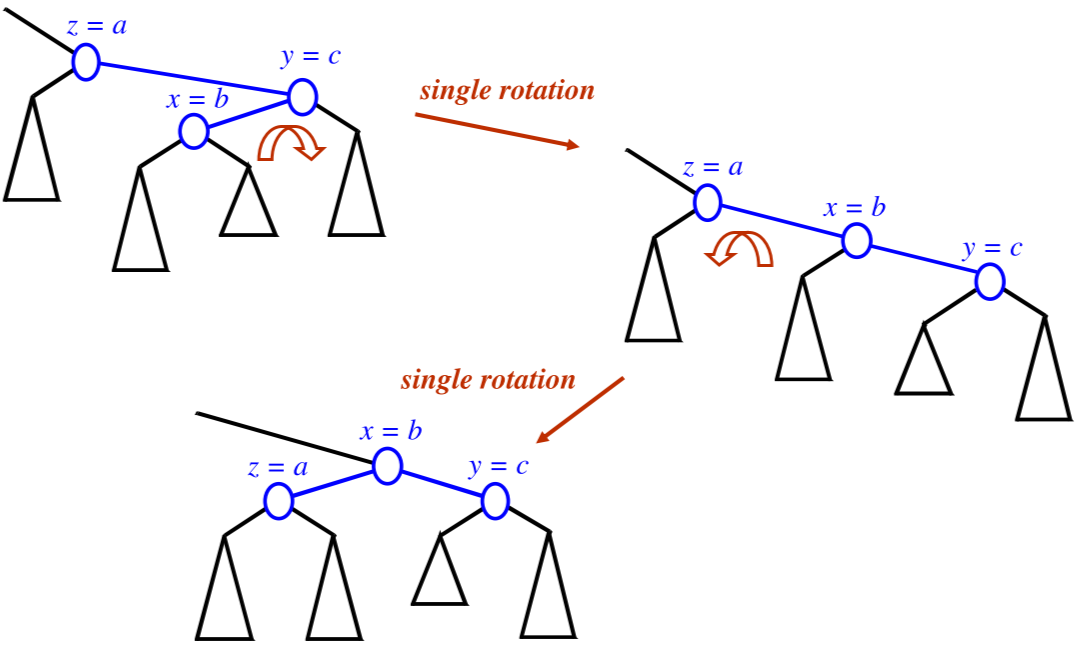 z = a
y = c
x = b
single rotation
z = a
x = b
y = c
single rotation
x = b
z = a
y = c